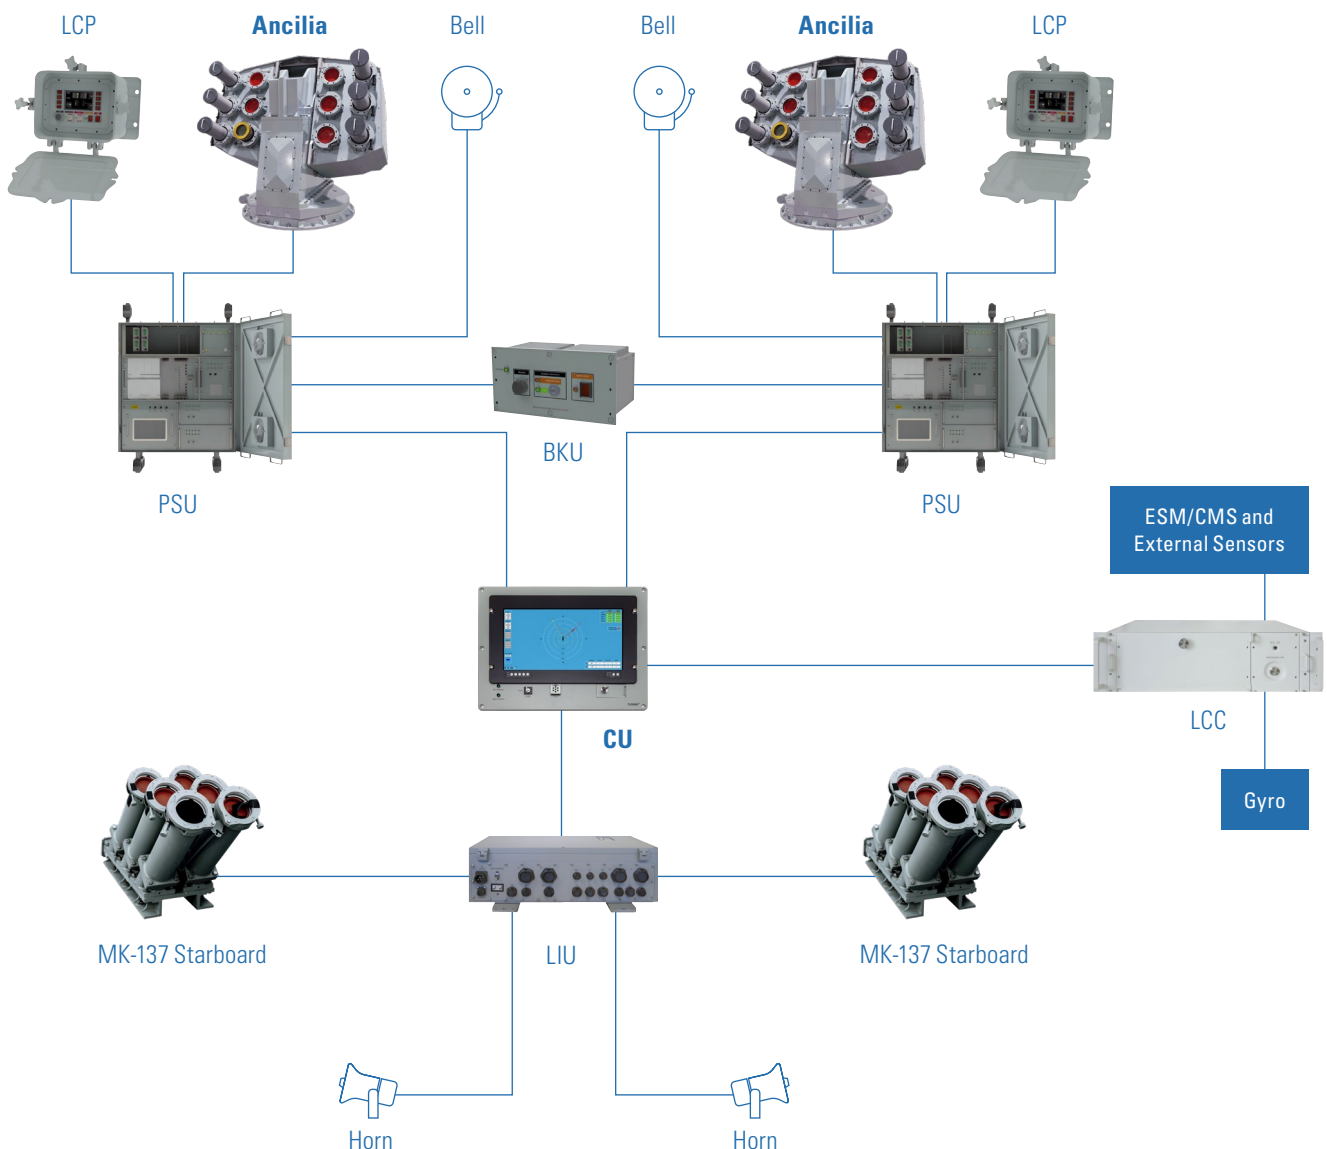 LCP
Ancilia
Bell
Bell
Ancilia
LCP
BKU
PSU
PSU
ESM/CMS and
External Sensors
LCC
CU
Gyro
MK-137 Starboard
LIU
MK-137 Starboard
Horn
Horn